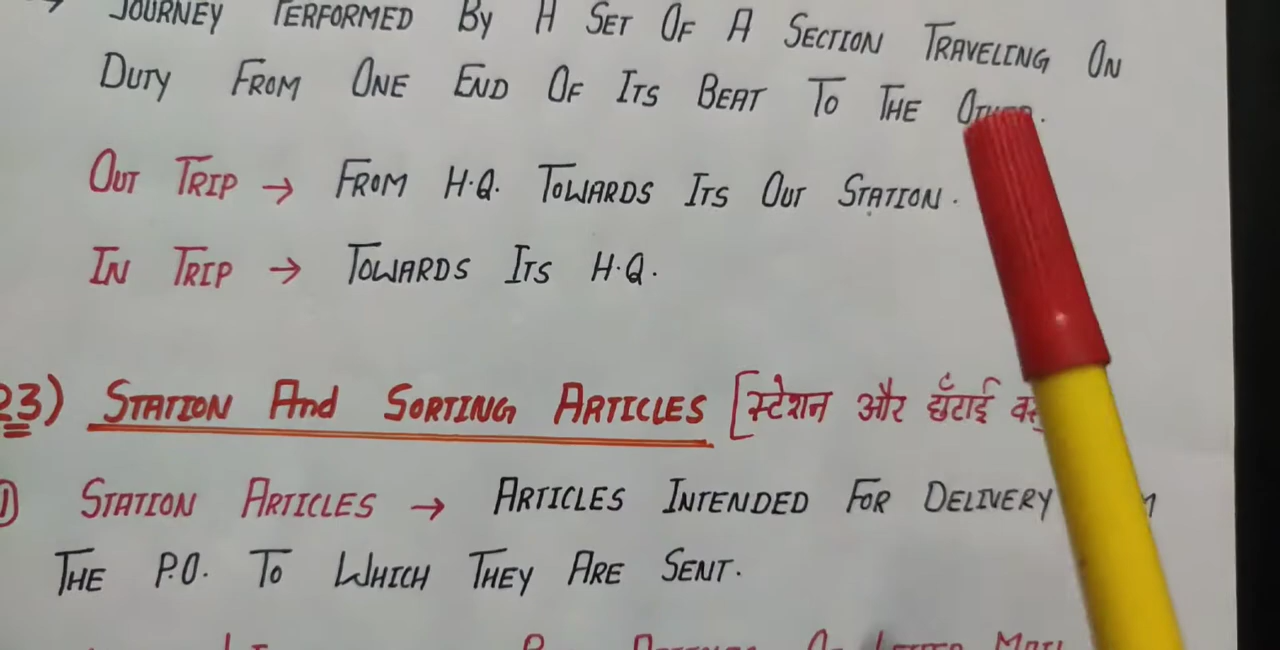 Journey Performed By A Set Of A Section Traveling On
Duty From One End Of Its Beat To The
Out Trip → From H.Q. Towards Its Out Station.
In Trip → Towards Its H.Q.
23) Station And Sorting Articles [स्टेशन और छँटाई
1) Station Articles → Articles Intended For Delivery
The P.O. To Which They Are Sent.